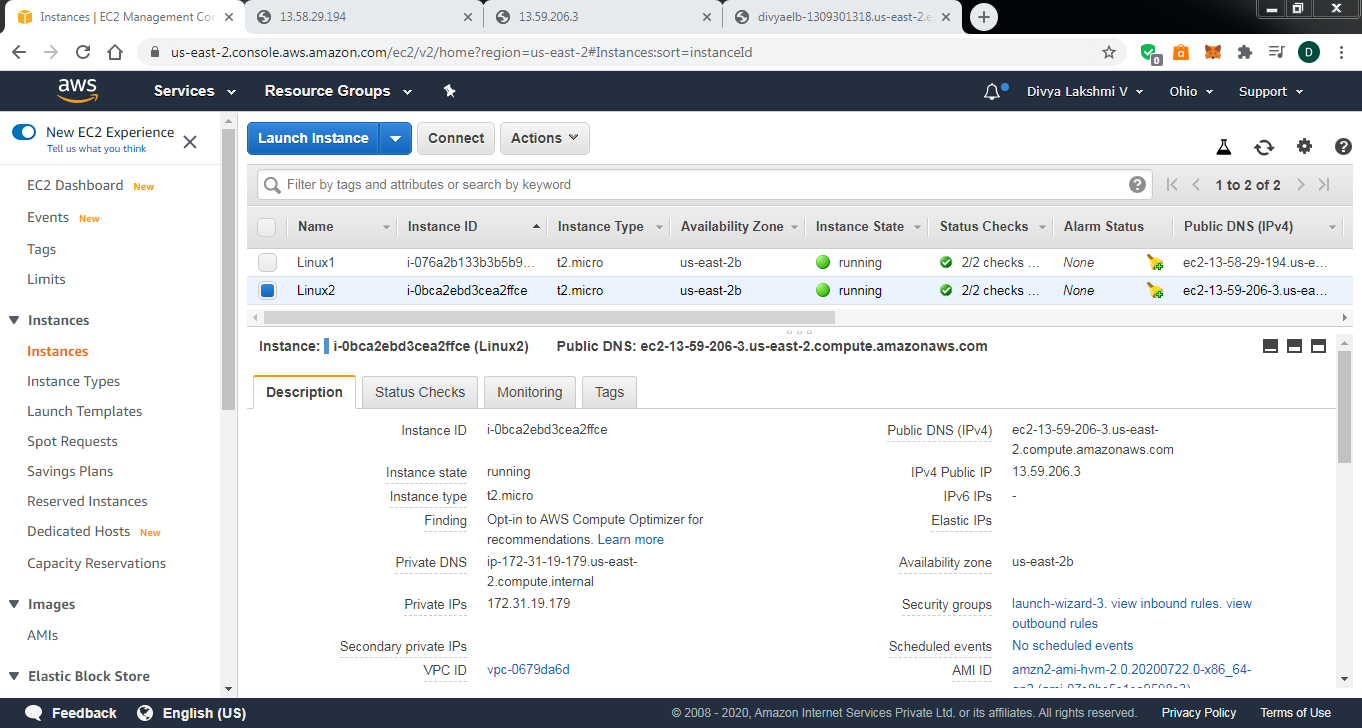 Instances | EC2 Management Con
13.58.29.194
13.59.206.3
divyaelb-1309301318.us-east-2.e
us-east-2.console.aws.amazon.com/ec2/v2/home?region=us-east-2#Instances:sort=instanceId
0
a
D
aws
Services
Resource Groups
Divya Lakshmi V
Ohio
Support
New EC2 Experience
Tell us what you think
EC2 Dashboard New
Events New
Tags
Limits
Instances
Instances
Instance Types
Launch Templates
Spot Requests
Savings Plans
Reserved Instances
Dedicated Hosts New
Capacity Reservations
Images
AMIs
Elastic Block Store
Launch Instance
Connect
Actions
Filter by tags and attributes or search by keyword
1 to 2 of 2
Name Instance ID Instance Type Availability Zone Instance State Status Checks Alarm Status Public DNS (IPv4)
Linux1 i-076a2b133b3b5b9... t2.micro us-east-2b running 2/2 checks ... None ec2-13-58-29-194.us-e...
Linux2 i-0bca2ebd3cea2ffce t2.micro us-east-2b running 2/2 checks ... None ec2-13-59-206-3.us-ea...
Instance: i-0bca2ebd3cea2ffce (Linux2) Public DNS: ec2-13-59-206-3.us-east-2.compute.amazonaws.com
Description
Status Checks
Monitoring
Tags
Instance ID i-0bca2ebd3cea2ffce
Instance state running
Instance type t2.micro
Finding Opt-in to AWS Compute Optimizer for
recommendations. Learn more
Private DNS ip-172-31-19-179.us-east-
2.compute.internal
Private IPs 172.31.19.179
Secondary private IPs
VPC ID vpc-0679da6d
Public DNS (IPv4) ec2-13-59-206-3.us-east-
2.compute.amazonaws.com
IPv4 Public IP 13.59.206.3
IPv6 IPs -
Elastic IPs
Availability zone us-east-2b
Security groups launch-wizard-3. view inbound rules. view
outbound rules
Scheduled events No scheduled events
AMI ID amzn2-ami-hvm-2.0.20200722.0-x86_64-
Feedback
English (US)
© 2008 - 2020, Amazon Internet Services Private Ltd. or its affiliates. All rights reserved.
Privacy Policy
Terms of Use